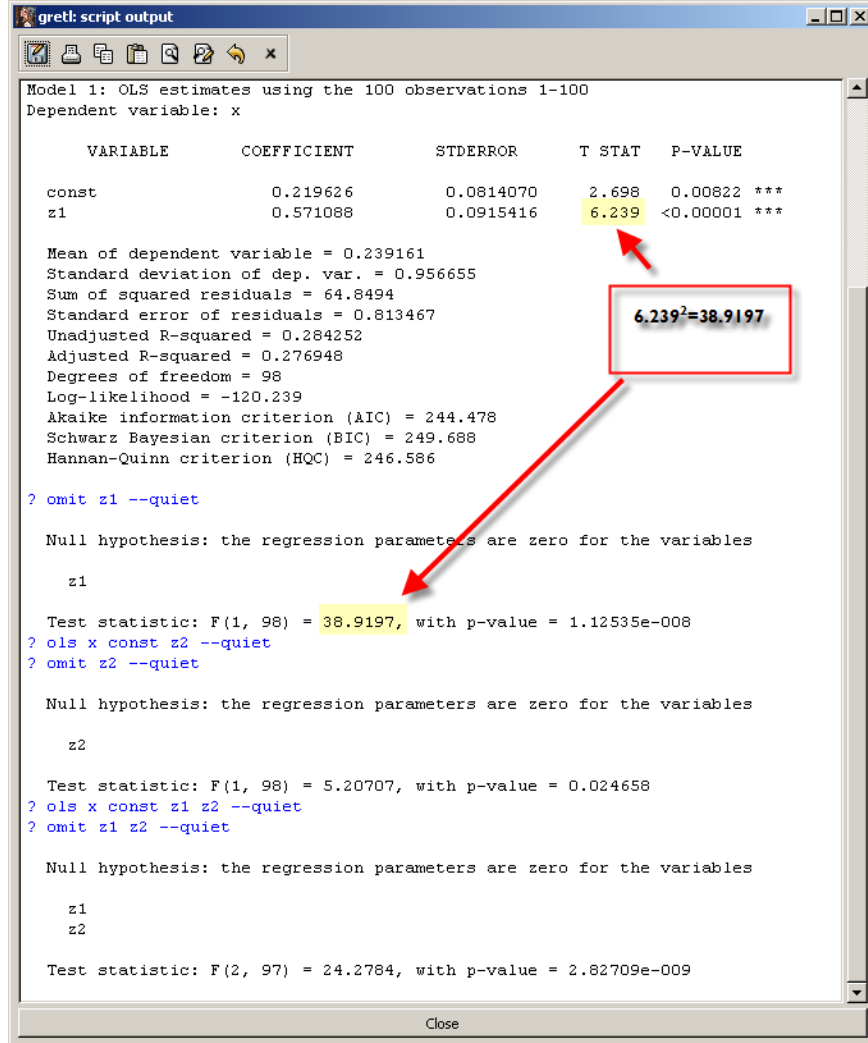 gretl: script output
Model 1: OLS estimates using the 100 observations 1-100
Dependent variable: x
VARIABLE COEFFICIENT STDERROR T STAT P-VALUE
const 0.219626 0.0814070 2.698 0.00822 ***
z1 0.571088 0.0915416 6.239 <0.00001 ***
Mean of dependent variable = 0.239161
Standard deviation of dep. var. = 0.956655
Sum of squared residuals = 64.8494
Standard error of residuals = 0.813467
6.239²=38.9197
Unadjusted R-squared = 0.284252
Adjusted R-squared = 0.276948
Degrees of freedom = 98
Log-likelihood = -120.239
Akaike information criterion (AIC) = 244.478
Schwarz Bayesian criterion (BIC) = 249.688
Hannan-Quinn criterion (HQC) = 246.586
? omit z1 --quiet
Null hypothesis: the regression parameters are zero for the variables
z1
Test statistic: F(1, 98) = 38.9197, with p-value = 1.12535e-008
? ols x const z2 --quiet
? omit z2 --quiet
Null hypothesis: the regression parameters are zero for the variables
z2
Test statistic: F(1, 98) = 5.20707, with p-value = 0.024658
? ols x const z1 z2 --quiet
? omit z1 z2 --quiet
Null hypothesis: the regression parameters are zero for the variables
z1
z2
Test statistic: F(2, 97) = 24.2784, with p-value = 2.82709e-009
Close